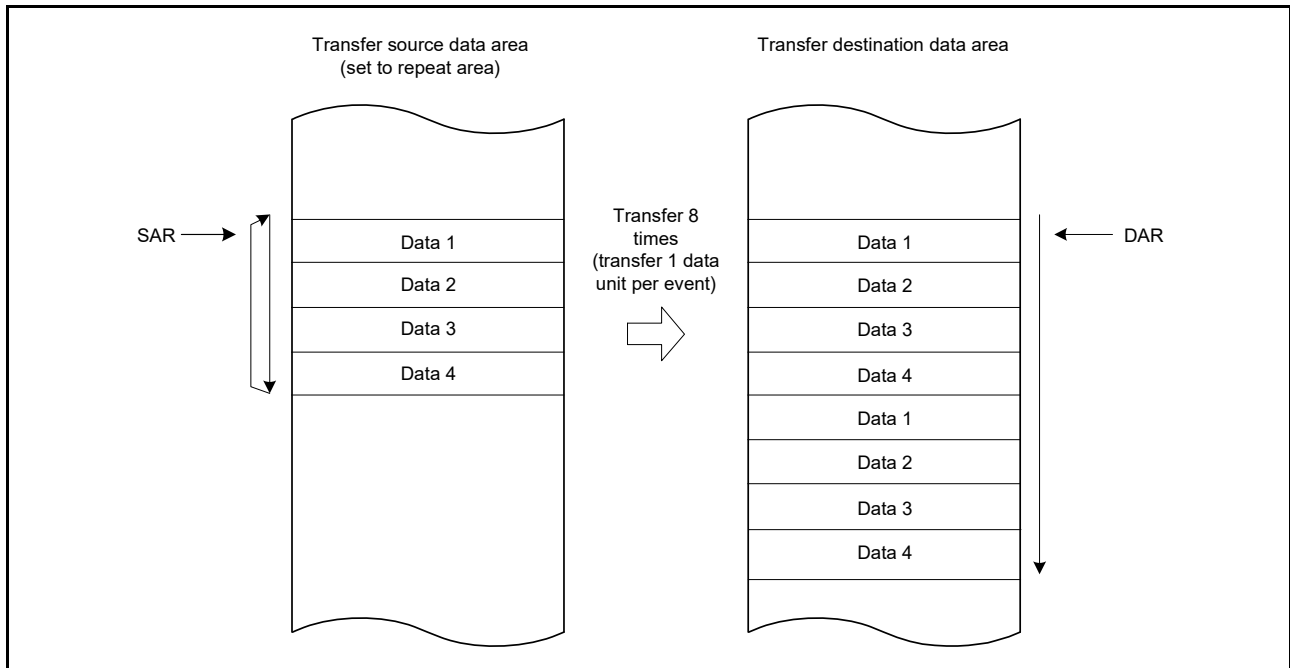 Transfer source data area
(set to repeat area)
Transfer destination data area
SAR
Data 1
Data 2
Data 3
Data 4
Transfer 8
times
(transfer 1 data
unit per event)
Data 1
Data 2
Data 3
Data 4
Data 1
Data 2
Data 3
Data 4
DAR